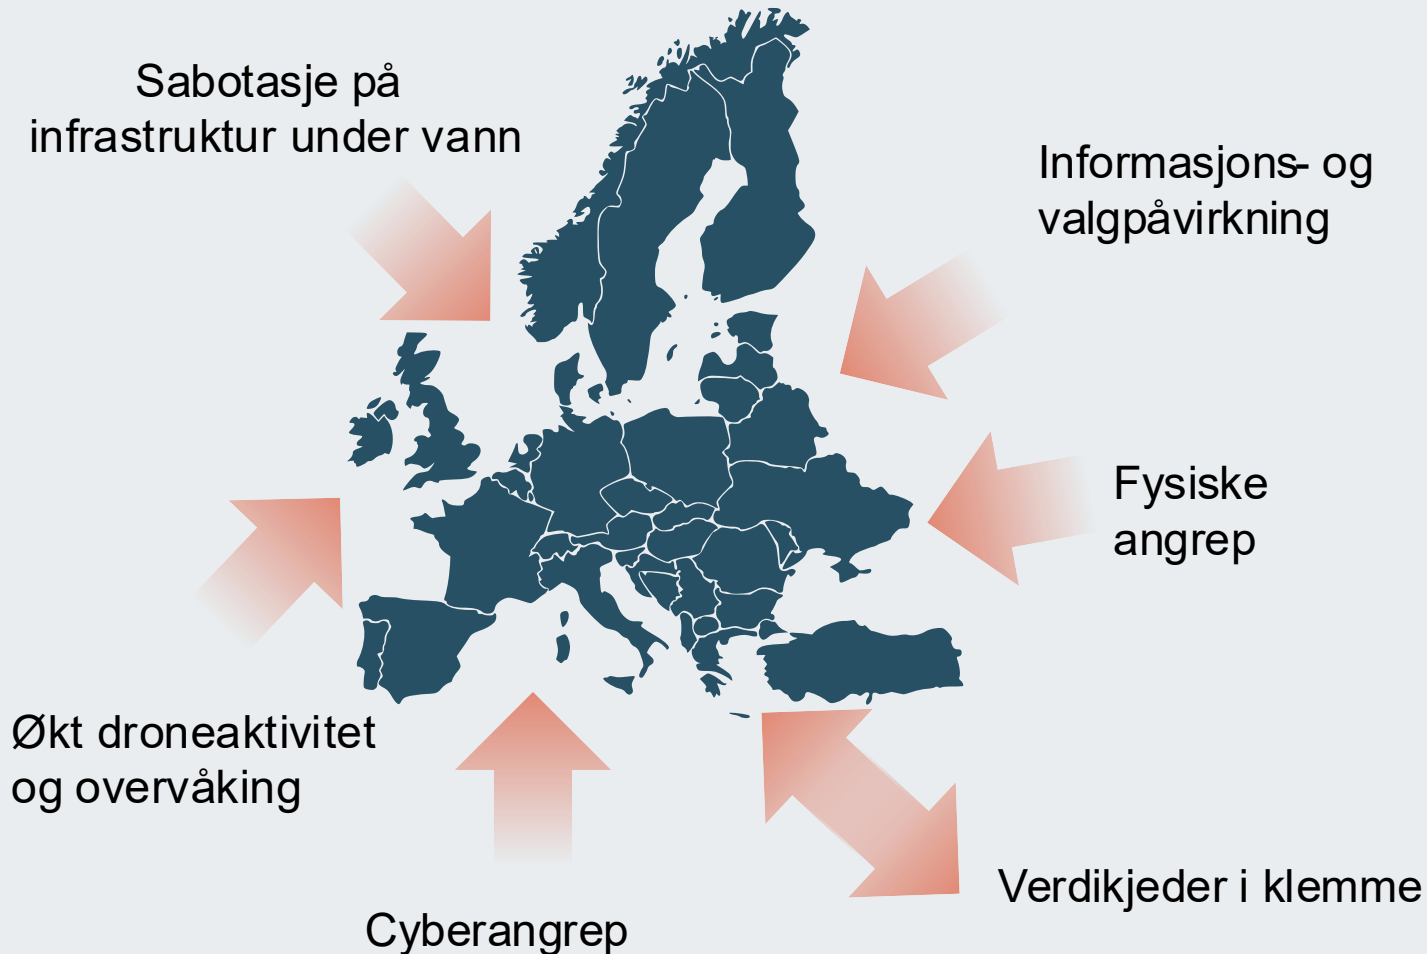 Sabotasje på
infrastruktur under vann
Informasjons- og
valgpåvirkning
Fysiske
angrep
Økt droneaktivitet
og overvåking
Verdikjeder i klemme
Cyberangrep